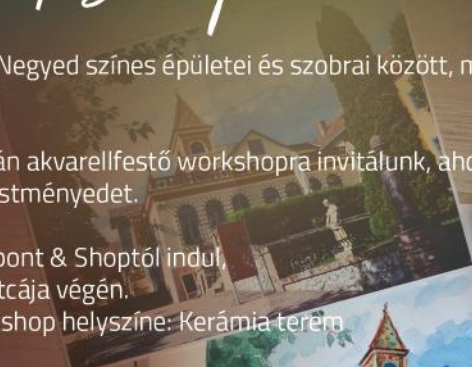 Negyed színes épületei és szobrai között, m
án akvarellfestő workshopra invitálunk, aho
stményedet.
pont & Shoptól indul,
tcája végén.
shop helyszíne: Kerámia terem